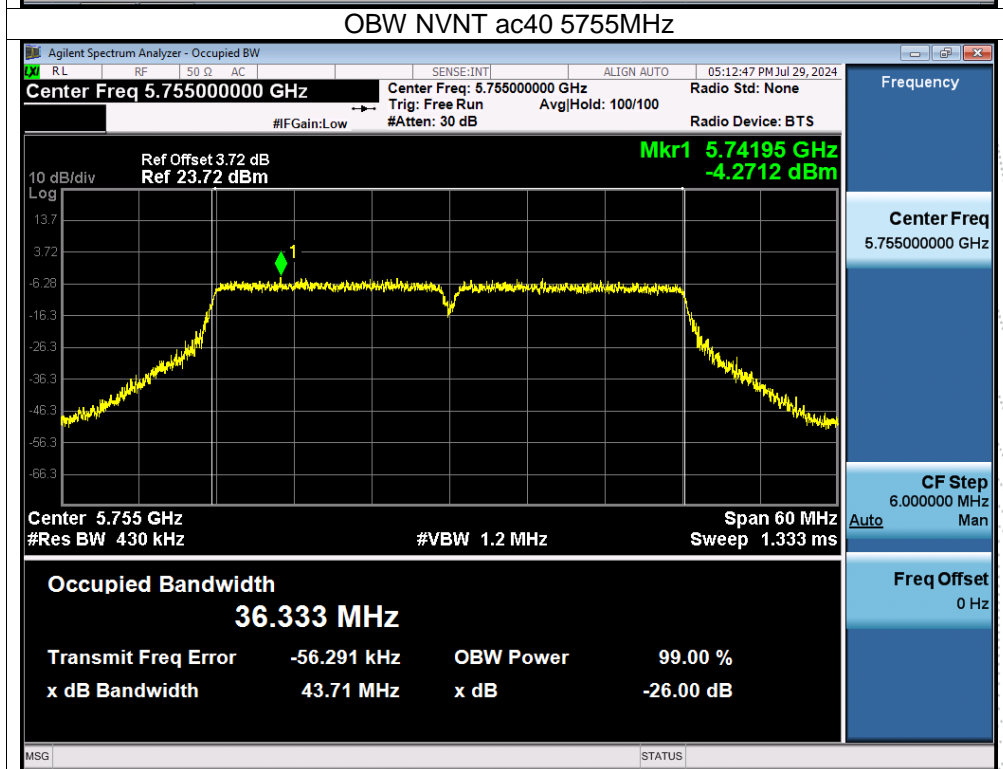 OBW NVNT ac40 5755MHz
Agilent Spectrum Analyzer - Occupied BW
LXI RL RF 50 Ω AC SENSE:INT ALIGN AUTO 05:12:47 PM Jul 29, 2024
Center Freq 5.755000000 GHz
#IFGain:Low
Center Freq: 5.755000000 GHz
Trig: Free Run Avg|Hold: 100/100
#Atten: 30 dB
Radio Std: None
Radio Device: BTS
Ref Offset 3.72 dB
10 dB/div Ref 23.72 dBm
Log
Mkr1 5.74195 GHz
-4.2712 dBm
1
13.7
3.72
-6.28
-16.3
-26.3
-36.3
-46.3
-56.3
-66.3
Center 5.755 GHz Span 60 MHz
#Res BW 430 kHz #VBW 1.2 MHz Sweep 1.333 ms
Occupied Bandwidth
36.333 MHz
Transmit Freq Error -56.291 kHz OBW Power 99.00 %
x dB Bandwidth 43.71 MHz x dB -26.00 dB
MSG STATUS
Frequency
Center Freq
5.755000000 GHz
CF Step
6.000000 MHz
Auto Man
Freq Offset
0 Hz